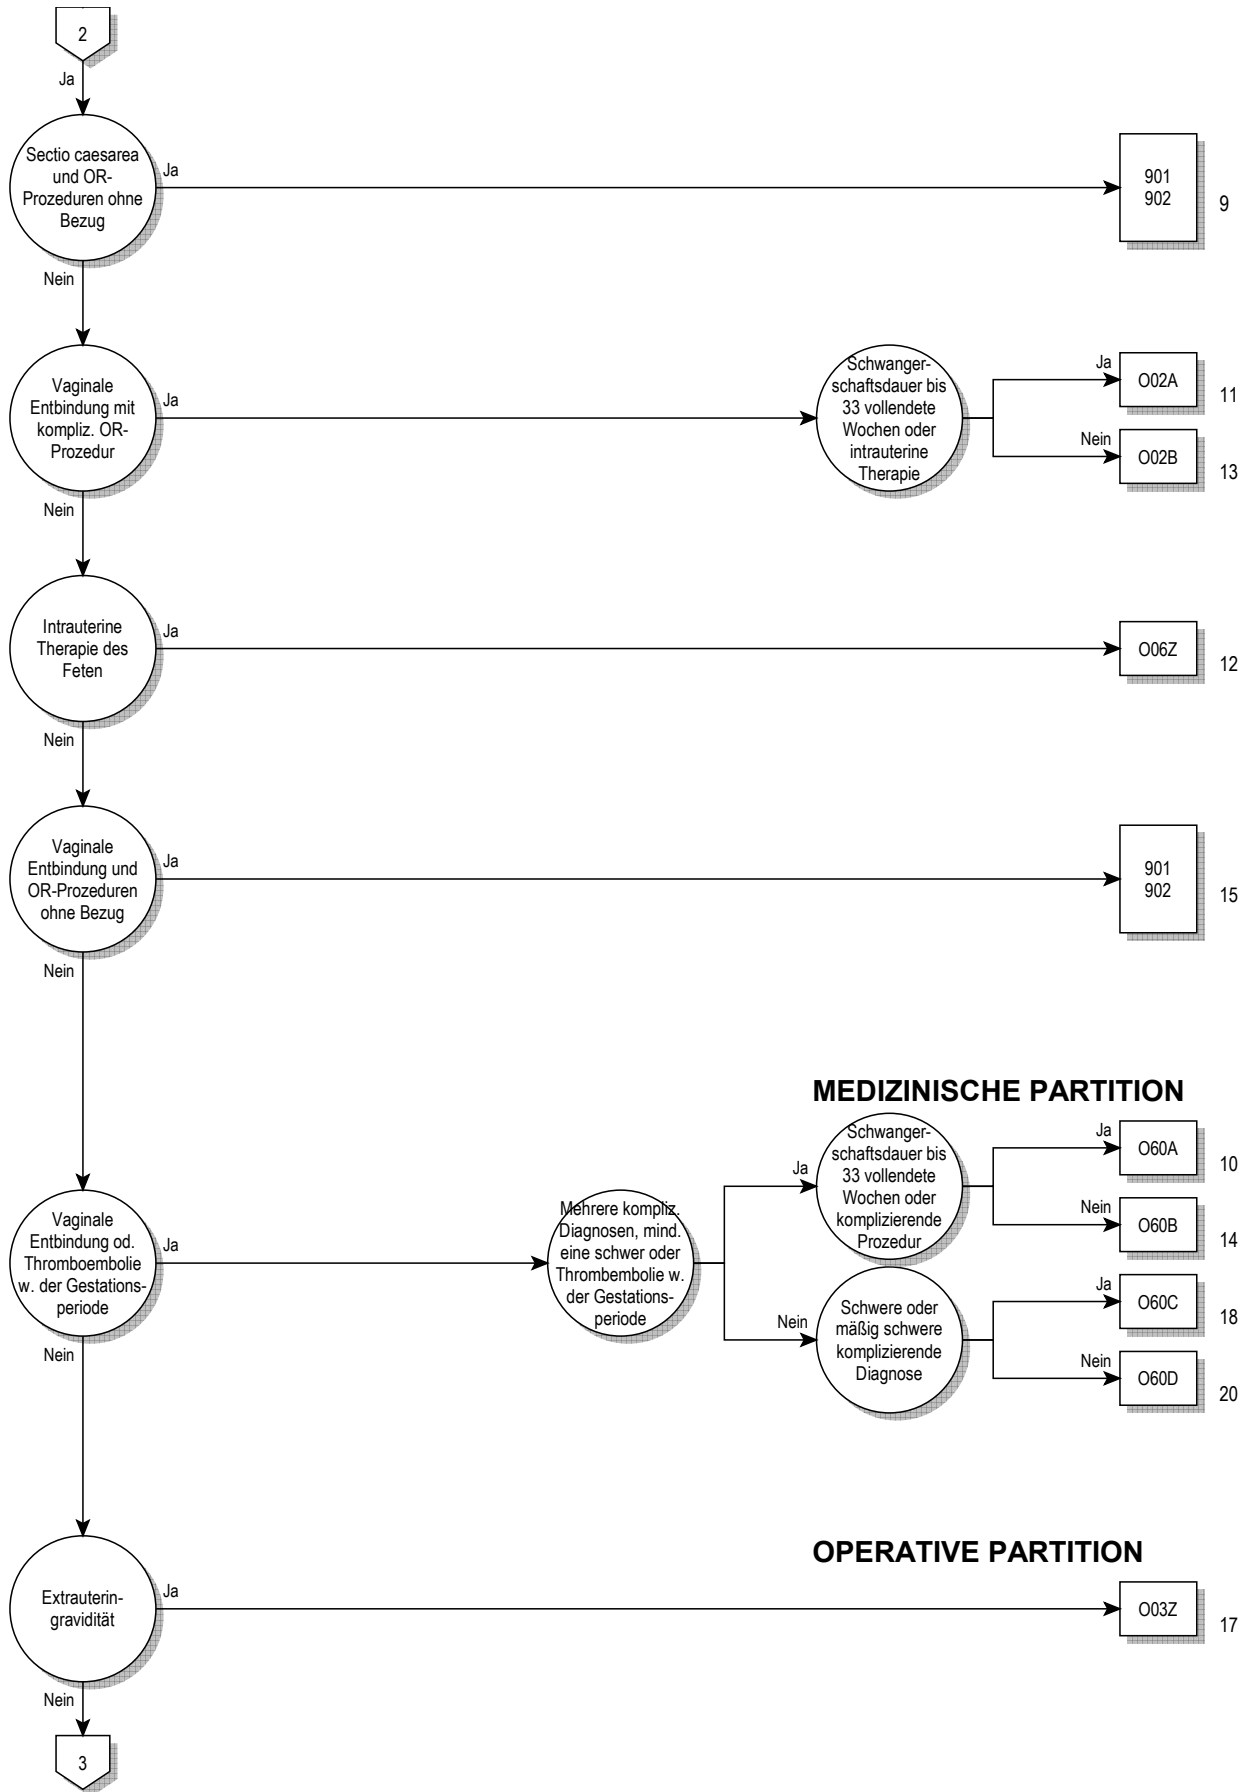 2
Ja
Sectio caesarea
und OR-
Prozeduren ohne
Bezug
Ja
901
902
9
Nein
Vaginale
Entbindung mit
kompliz. OR-
Prozedur
Ja
Schwanger-
schaftsdauer bis
33 vollendete
Wochen oder
intrauterine
Therapie
Ja
O02A
11
Nein
O02B
13
Nein
Intrauterine
Therapie des
Feten
Ja
O06Z
12
Nein
Vaginale
Entbindung und
OR-Prozeduren
ohne Bezug
Ja
901
902
15
Nein
MEDIZINISCHE PARTITION
Vaginale
Entbindung od.
Thromboembolie
w. der Gestations-
periode
Ja
Mehrere kompliz.
Diagnosen, mind.
eine schwer oder
Thrombembolie w.
der Gestations-
periode
Ja
Schwanger-
schaftsdauer bis
33 vollendete
Wochen oder
komplizierende
Prozedur
Ja
O60A
10
Nein
O60B
14
Nein
Schwere oder
mäßig schwere
komplizierende
Diagnose
Ja
O60C
18
Nein
O60D
20
Nein
OPERATIVE PARTITION
Extrauterin-
gravidität
Ja
O03Z
17
Nein
3